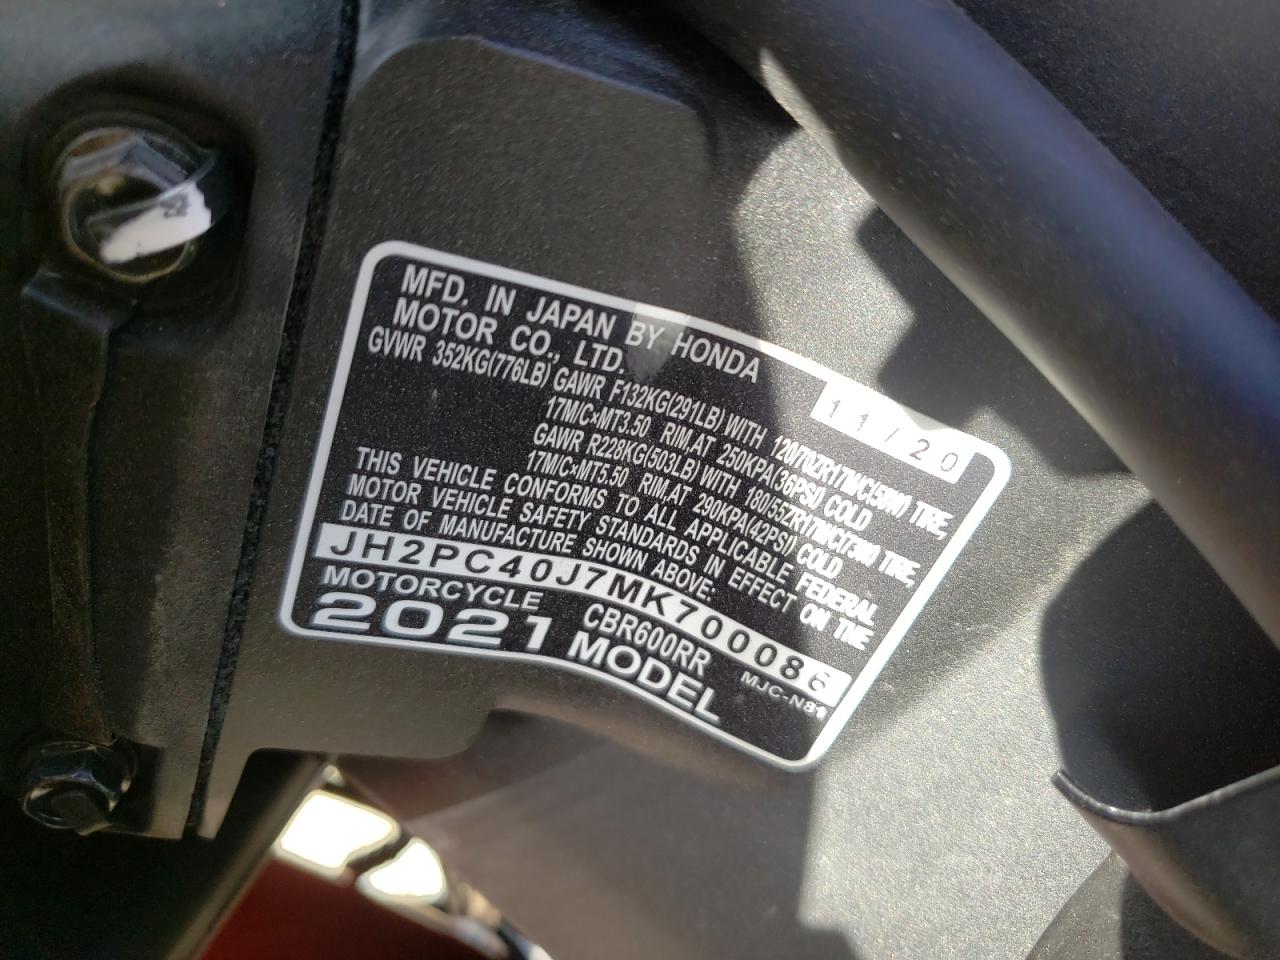 MFD. IN JAPAN BY HONDA
MOTOR CO., LTD.
11/20
GVWR 352KG(776LB) GAWR F132KG(291LB) WITH 120/70ZR17M/C(58W) TIRE,
17M/C×MT3.50 RIM,AT 250KPA(36PSI) COLD
GAWR R228KG(503LB) WITH 180/55ZR17M/C(73W) TIRE,
17M/C×MT5.50 RIM,AT 290KPA(42PSI) COLD
THIS VEHICLE CONFORMS TO ALL APPLICABLE FEDERAL
MOTOR VEHICLE SAFETY STANDARDS IN EFFECT ON THE
DATE OF MANUFACTURE SHOWN ABOVE:
JH2PC40J7MK700086
MOTORCYCLE CBR600RR
2021 MODEL